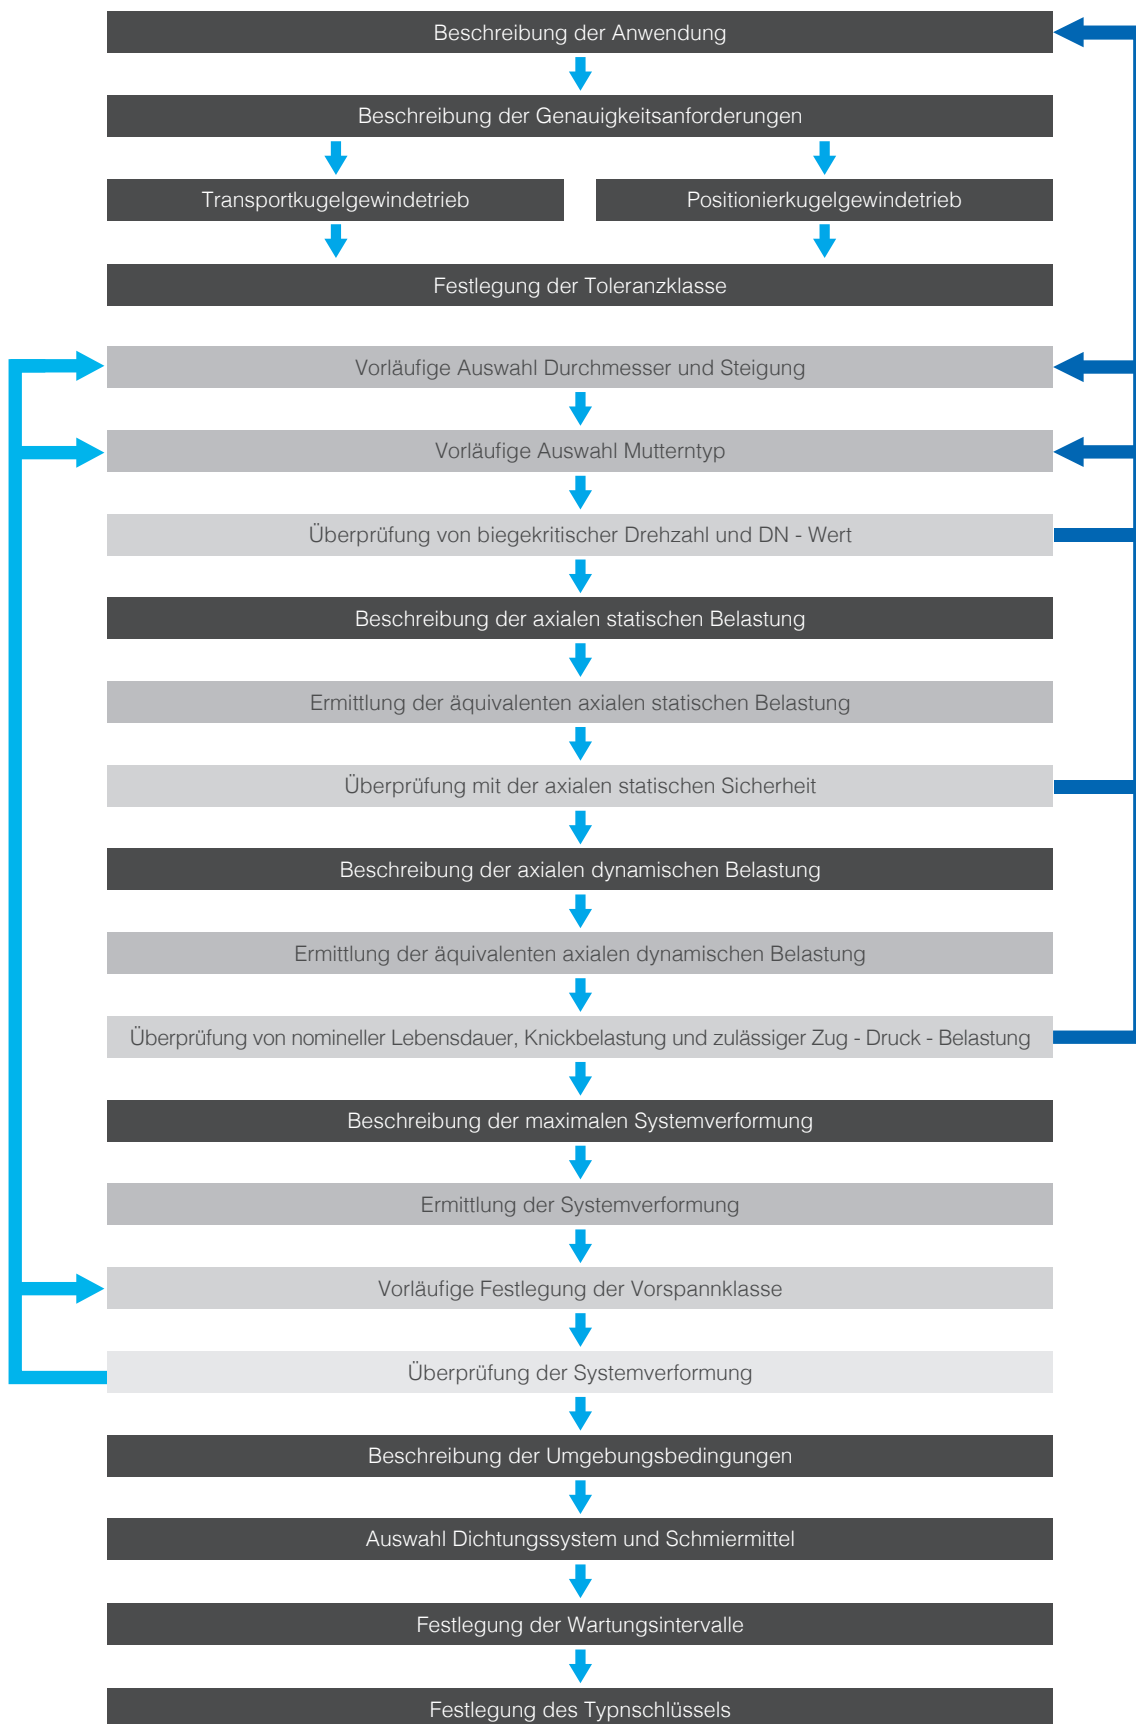 Beschreibung der Anwendung
Beschreibung der Genauigkeitsanforderungen
Transportkugelgewindetrieb
Positionierkugelgewindetrieb
Festlegung der Toleranzklasse
Vorläufige Auswahl Durchmesser und Steigung
Vorläufige Auswahl Mutterntyp
Überprüfung von biegekritischer Drehzahl und DN - Wert
Beschreibung der axialen statischen Belastung
Ermittlung der äquivalenten axialen statischen Belastung
Überprüfung mit der axialen statischen Sicherheit
Beschreibung der axialen dynamischen Belastung
Ermittlung der äquivalenten axialen dynamischen Belastung
Überprüfung von nomineller Lebensdauer, Knickbelastung und zulässiger Zug - Druck - Belastung
Beschreibung der maximalen Systemverformung
Ermittlung der Systemverformung
Vorläufige Festlegung der Vorspannklasse
Überprüfung der Systemverformung
Beschreibung der Umgebungsbedingungen
Auswahl Dichtungssystem und Schmiermittel
Festlegung der Wartungsintervalle
Festlegung des Typnschlüssels